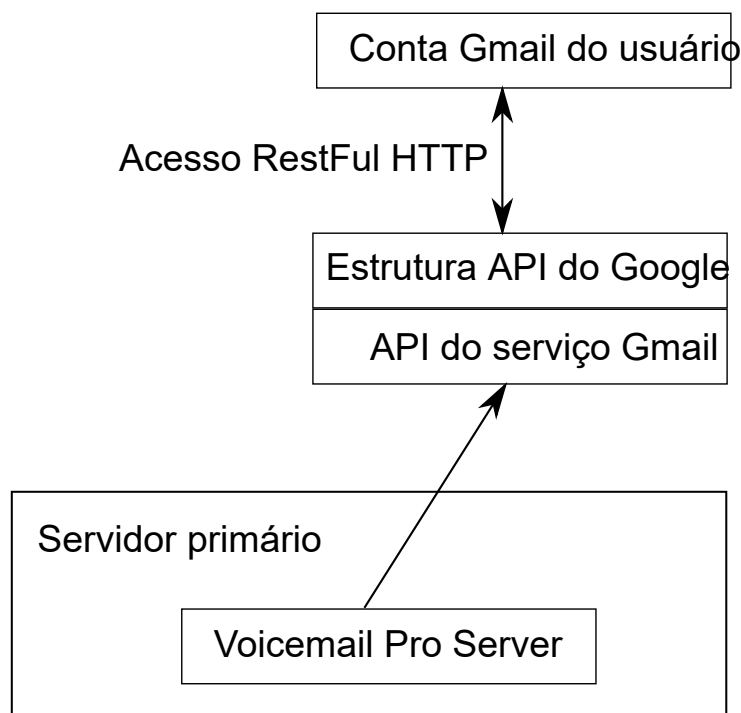 Conta Gmail do usuário
Acesso RestFul HTTP
Estrutura API do Google
API do serviço Gmail
Servidor primário
Voicemail Pro Server